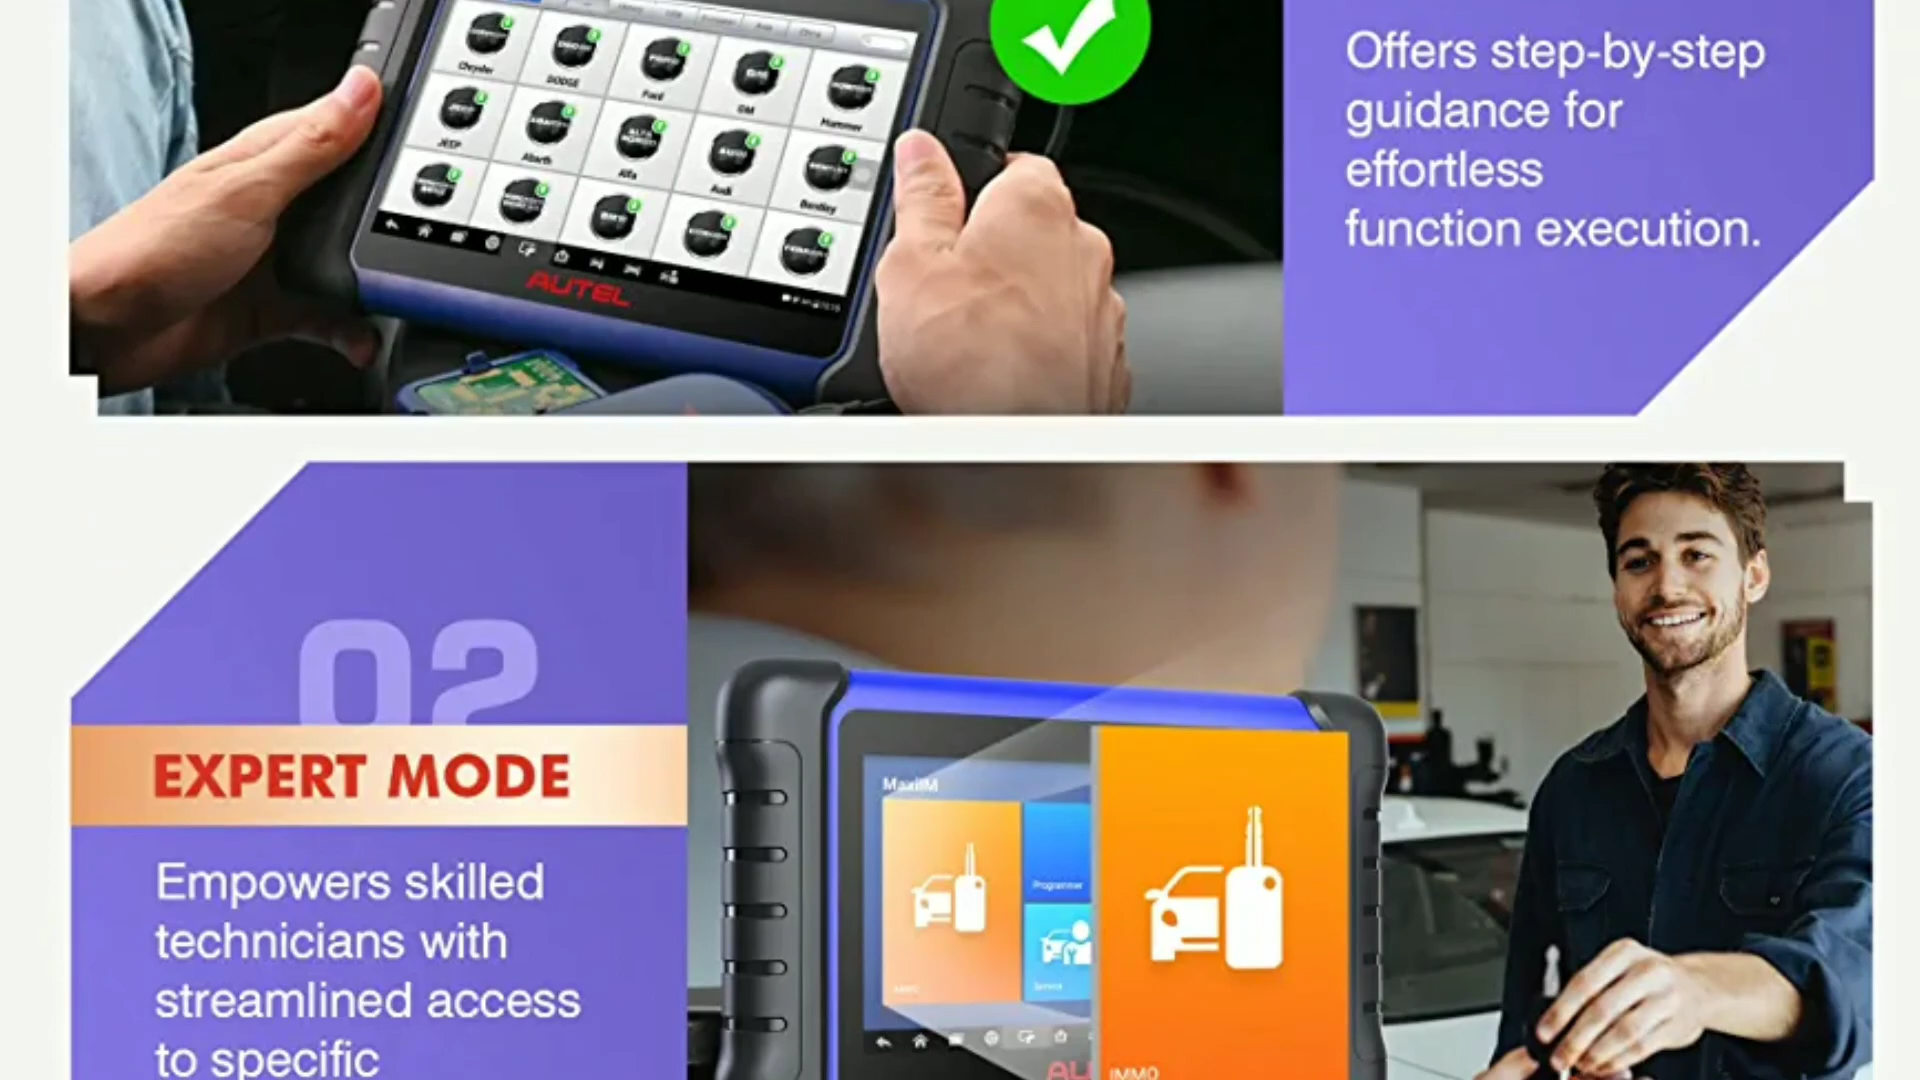 Chrysler
DODGE
Ford
GM
Hummer
JEEP
Abarth
Alfa
Audi
Bentley
AUTEL
Offers step-by-step
guidance for
effortless
function execution.
02
EXPERT MODE
Empowers skilled
technicians with
streamlined access
to specific
MaxiIM
Programmer
Service
IMMO